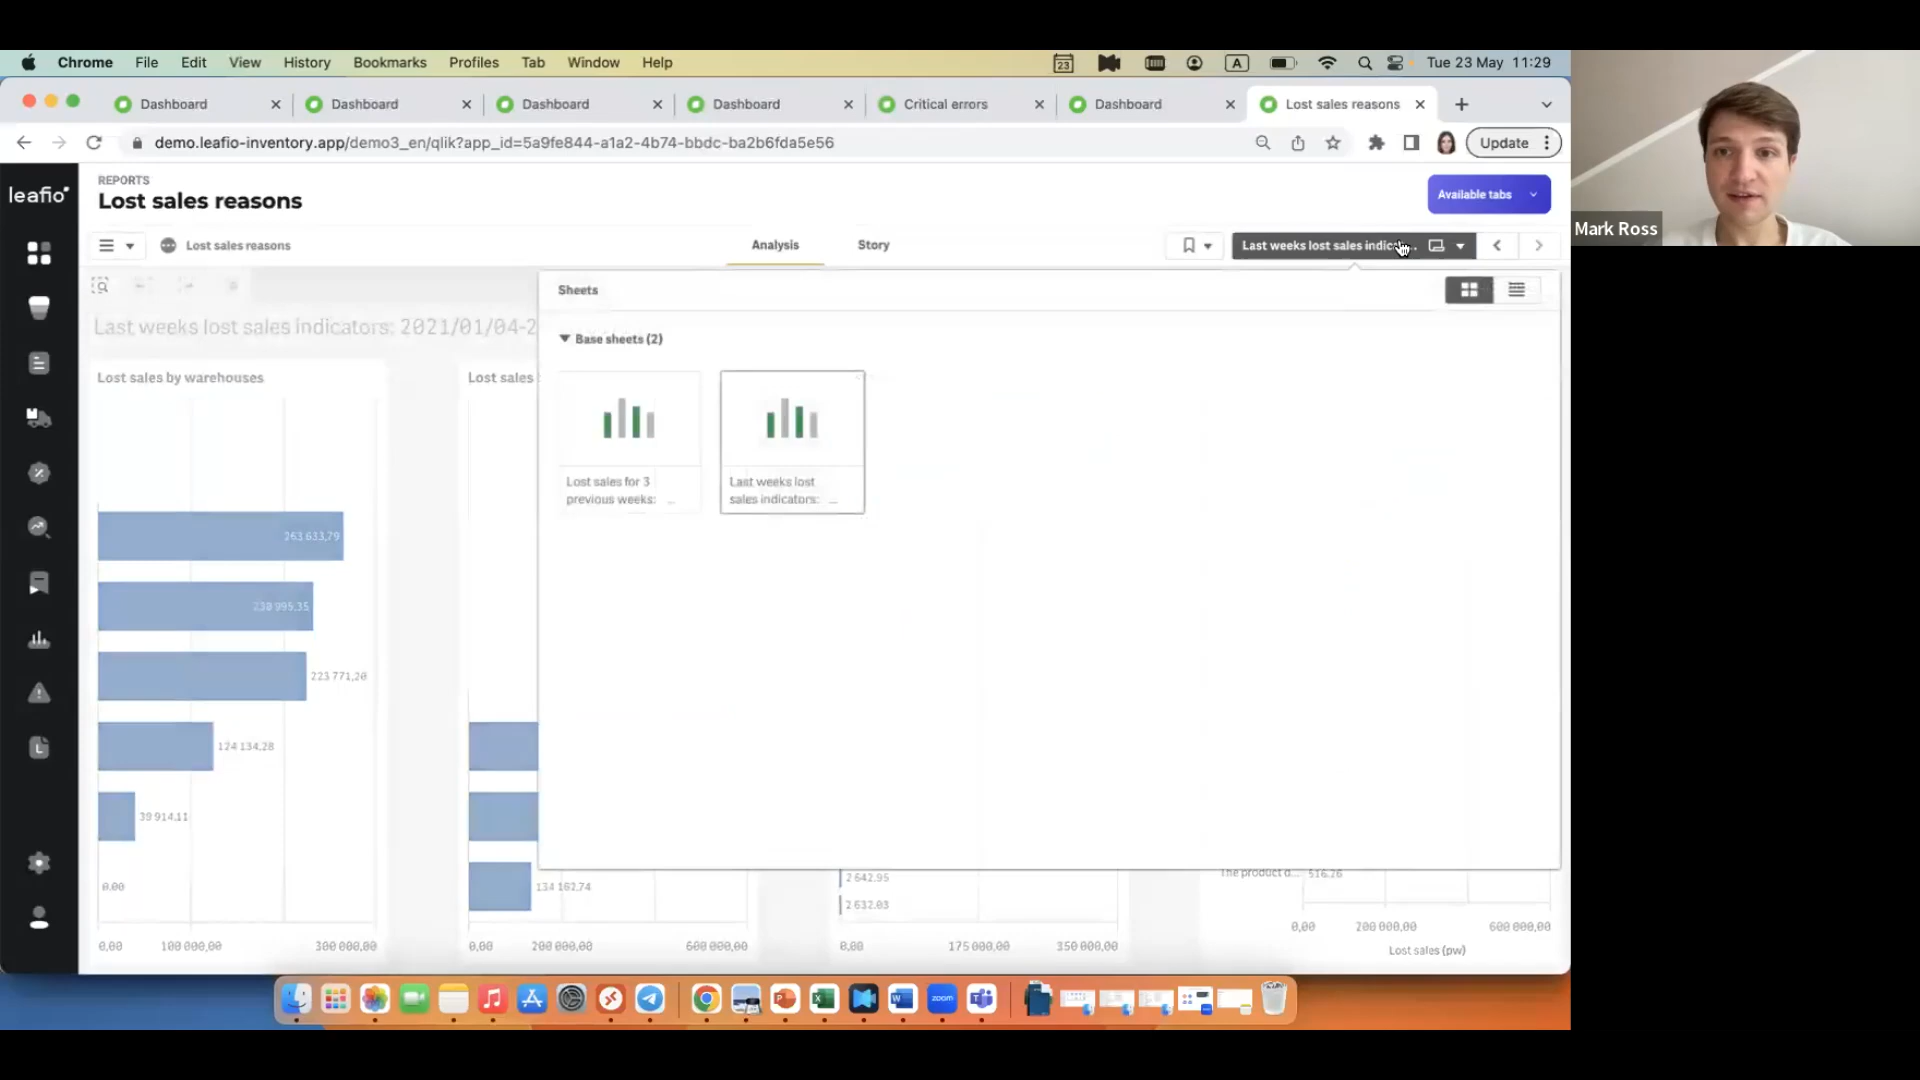 Chrome File Edit View History Bookmarks Profiles Tab Window Help
23 A Tue 23 May 11:29
Dashboard Dashboard Dashboard Dashboard Critical errors Dashboard Lost sales reasons
demo.leafio-inventory.app/demo3_en/qlik?app_id=5a9fe844-a1a2-4b74-bbdc-ba2b6fda5e56
Update
Mark Ross
leafio
REPORTS
Lost sales reasons
Available tabs
Lost sales reasons
Analysis Story
Last weeks lost sales indic...
Sheets
Last weeks lost sales indicators: 2021/01/04-2
Base sheets (2)
Lost sales by warehouses
Lost sales
Lost sales for 3
previous weeks: ...
Last weeks lost
sales indicators: ...
263 633,79
230 995,35
223 771,20
124 134,28
39 914,11
0,00
134 162,74
2 642,95
2 632,03
The product d... 516,26
0,00 100 000,00 300 000,00
0,00 200 000,00 600 000,00
0,00 175 000,00 350 000,00
0,00 200 000,00 600 000,00
Lost sales (pw)
zoom